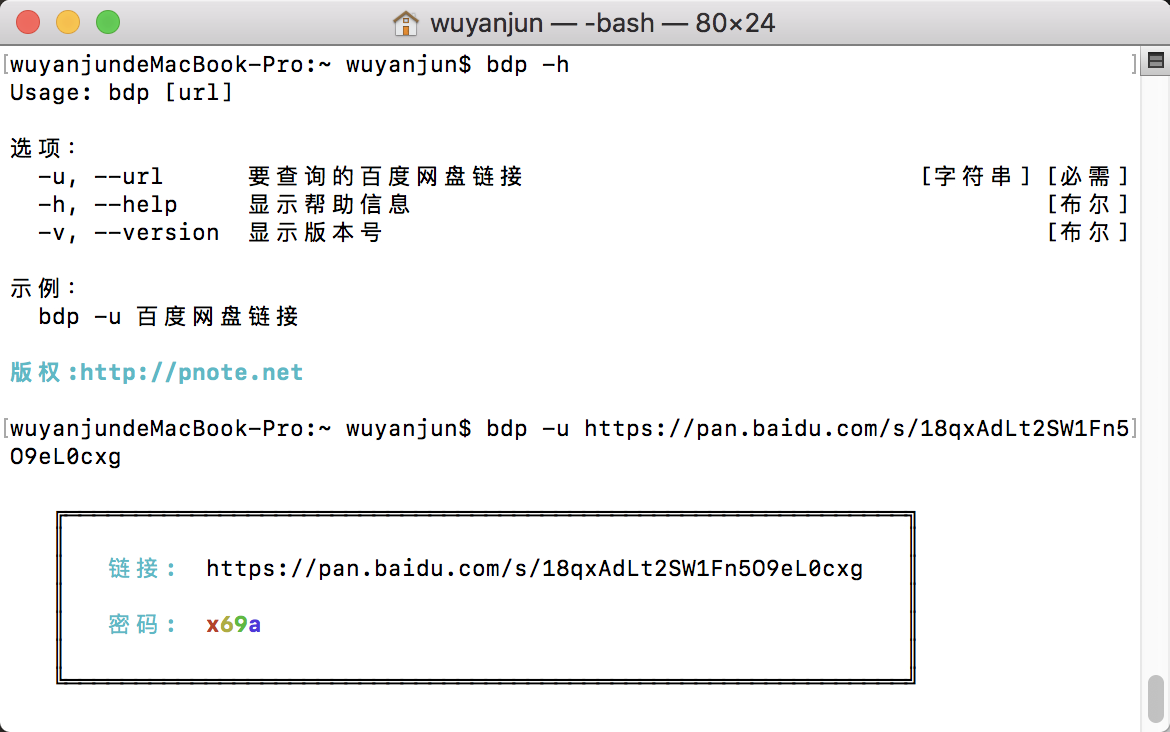 wuyanjun — -bash — 80×24
[wuyanjundeMacBook-Pro:~ wuyanjun$ bdp -h ]
Usage: bdp [url]
选项：
-u, --url 要查询的百度网盘链接 [字符串] [必需]
-h, --help 显示帮助信息 [布尔]
-v, --version 显示版本号 [布尔]
示例：
bdp -u 百度网盘链接
版权:http://pnote.net
[wuyanjundeMacBook-Pro:~ wuyanjun$ bdp -u https://pan.baidu.com/s/18qxAdLt2SW1Fn5]
O9eL0cxg
链接： https://pan.baidu.com/s/18qxAdLt2SW1Fn5O9eL0cxg
密码： x69a